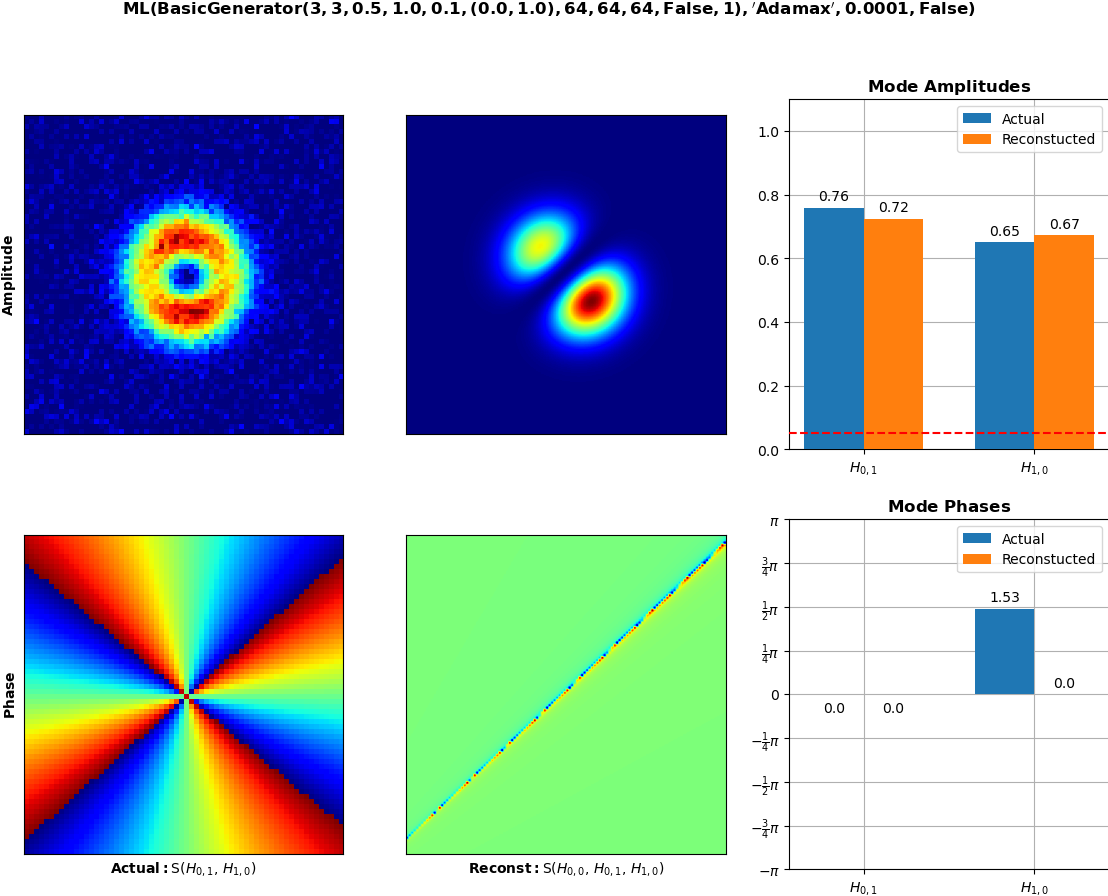 ML(BasicGenerator(3, 3, 0.5, 1.0, 0.1, (0.0, 1.0), 64, 64, 64, False, 1), ′Adamax′, 0.0001, False)
Amplitude
Mode Amplitudes
Actual
Reconstucted
1.0
0.8
0.6
0.4
0.2
0.0
0.76
0.72
0.65
0.67
H0, 1
H1, 0
Phase
Actual: S(H0, 1, H1, 0)
Reconst: S(H0, 0, H0, 1, H1, 0)
Mode Phases
Actual
Reconstucted
π
3/4π
1/2π
1/4π
0
−1/4π
−1/2π
−3/4π
−π
0.0
0.0
1.53
0.0
H0, 1
H1, 0